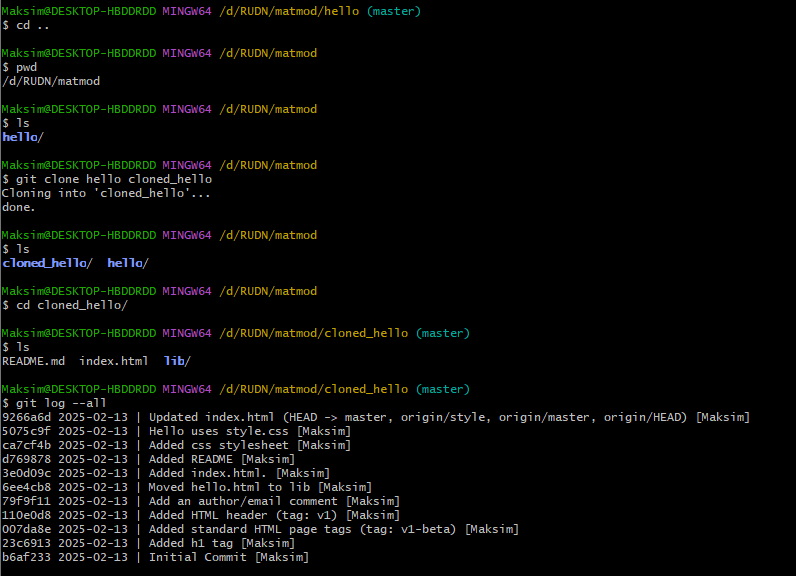 Maksim@DESKTOP-HBDDRDD MINGW64 /d/RUDN/matmod/hello (master)
$ cd ..
Maksim@DESKTOP-HBDDRDD MINGW64 /d/RUDN/matmod
$ pwd
/d/RUDN/matmod
Maksim@DESKTOP-HBDDRDD MINGW64 /d/RUDN/matmod
$ ls
hello/
Maksim@DESKTOP-HBDDRDD MINGW64 /d/RUDN/matmod
$ git clone hello cloned_hello
Cloning into 'cloned_hello'...
done.
Maksim@DESKTOP-HBDDRDD MINGW64 /d/RUDN/matmod
$ ls
cloned_hello/  hello/
Maksim@DESKTOP-HBDDRDD MINGW64 /d/RUDN/matmod
$ cd cloned_hello/
Maksim@DESKTOP-HBDDRDD MINGW64 /d/RUDN/matmod/cloned_hello (master)
$ ls
README.md  index.html  lib/
Maksim@DESKTOP-HBDDRDD MINGW64 /d/RUDN/matmod/cloned_hello (master)
$ git log --all
9266a6d 2025-02-13 | Updated index.html (HEAD -> master, origin/style, origin/master, origin/HEAD) [Maksim]
5075c9f 2025-02-13 | Hello uses style.css [Maksim]
ca7cf4b 2025-02-13 | Added css stylesheet [Maksim]
d769878 2025-02-13 | Added README [Maksim]
3e0d09c 2025-02-13 | Added index.html. [Maksim]
6ee4cb8 2025-02-13 | Moved hello.html to lib [Maksim]
79f9f11 2025-02-13 | Add an author/email comment [Maksim]
110e0d8 2025-02-13 | Added HTML header (tag: v1) [Maksim]
007da8e 2025-02-13 | Added standard HTML page tags (tag: v1-beta) [Maksim]
23c6913 2025-02-13 | Added h1 tag [Maksim]
b6af233 2025-02-13 | Initial Commit [Maksim]